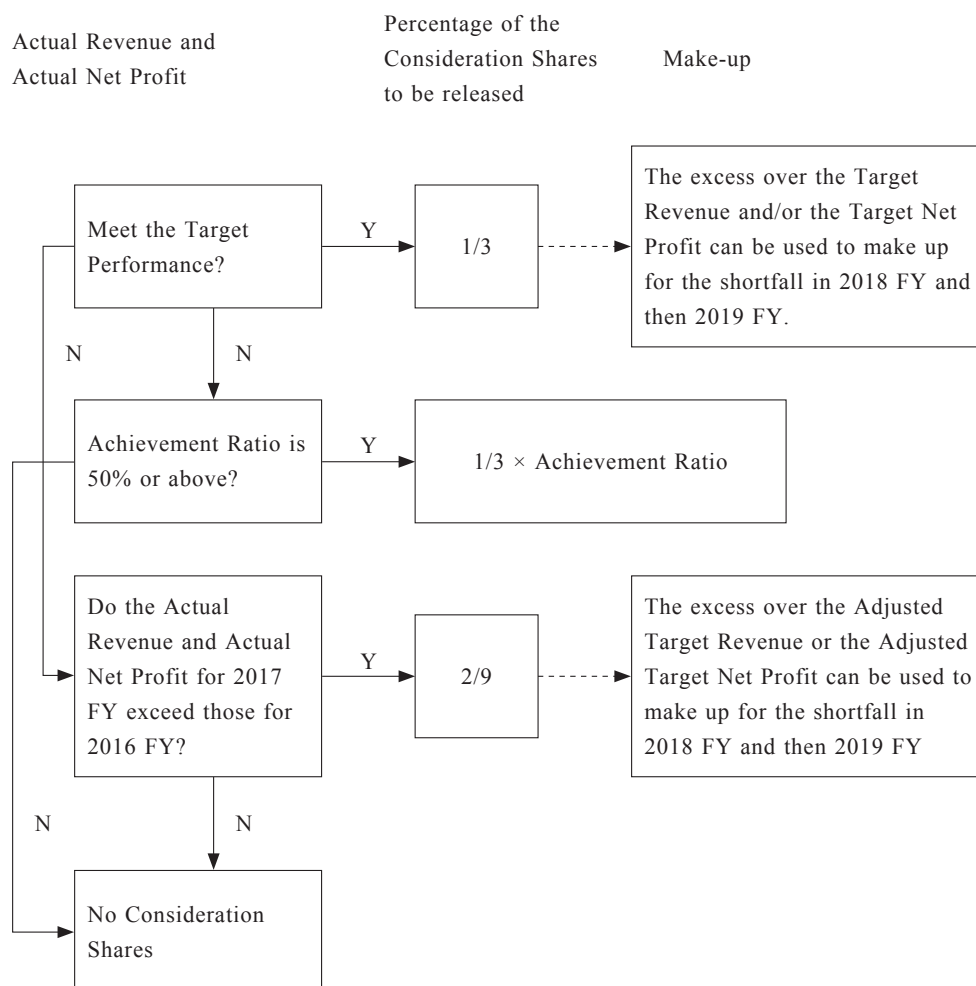 Actual Revenue and
Actual Net Profit
Percentage of the
Consideration Shares
to be released
Make-up
Meet the Target
Performance?
Y
1/3
The excess over the Target
Revenue and/or the Target Net
Profit can be used to make up
for the shortfall in 2018 FY and
then 2019 FY.
N
N
Achievement Ratio is
50% or above?
Y
1/3 × Achievement Ratio
Do the Actual
Revenue and Actual
Net Profit for 2017
FY exceed those for
2016 FY?
Y
2/9
The excess over the Adjusted
Target Revenue or the Adjusted
Target Net Profit can be used to
make up for the shortfall in
2018 FY and then 2019 FY
N
N
No Consideration
Shares